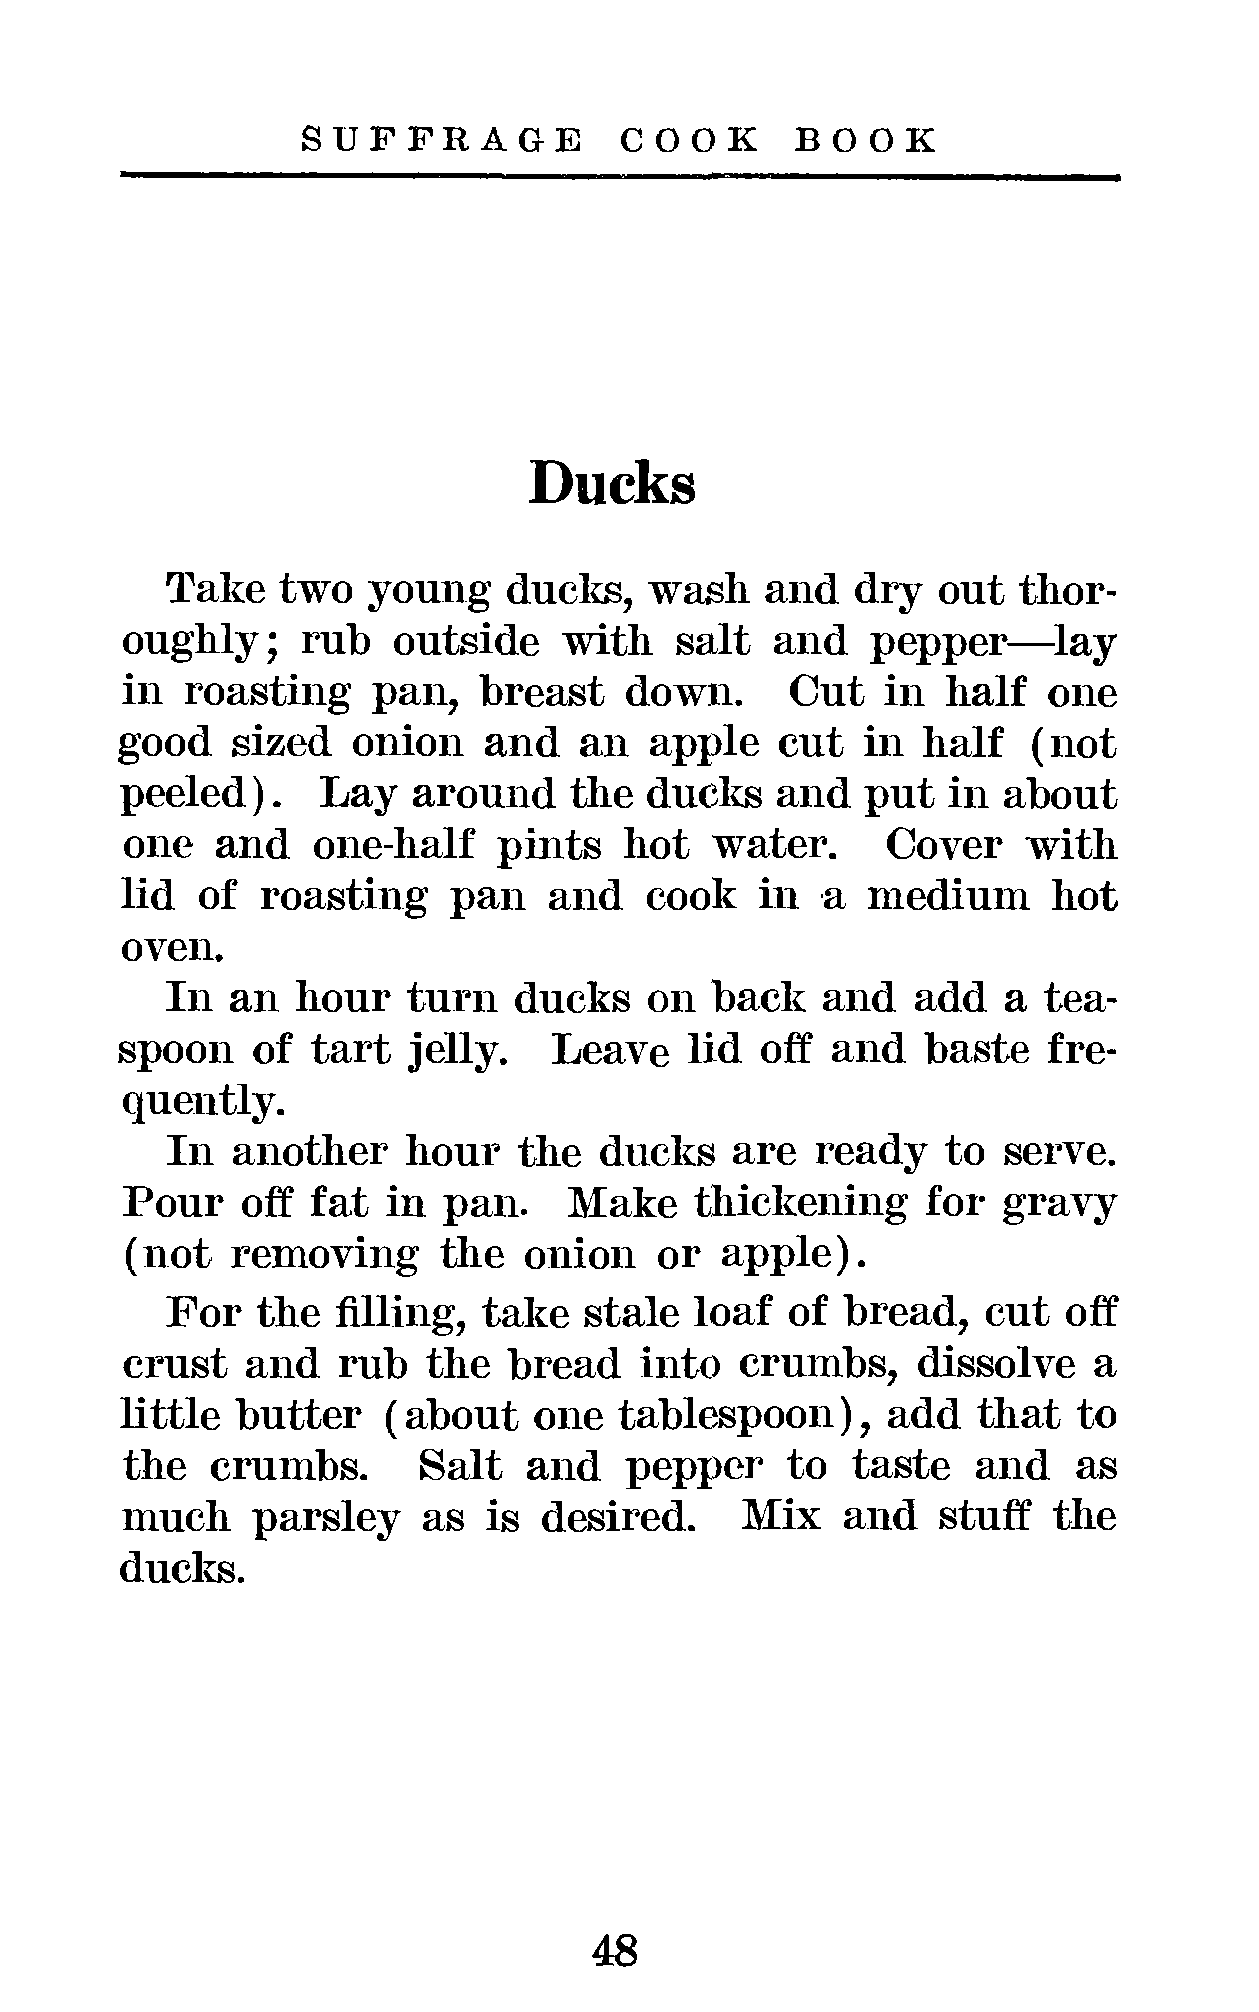 SUFFRAGE COOK BOOK
Ducks
Take two young ducks, wash and dry out thor-
oughly; rub outside with salt and pepper—lay
in roasting pan, breast down. Cut in half one
good sized onion and an apple cut in half (not
peeled). Lay around the ducks and put in about
one and one-half pints hot water. Cover with
lid of roasting pan and cook in a medium hot
oven.
In an hour turn ducks on back and add a tea-
spoon of tart jelly. Leave lid off and baste fre-
quently.
In another hour the ducks are ready to serve.
Pour off fat in pan. Make thickening for gravy
(not removing the onion or apple).
For the filling, take stale loaf of bread, cut off
crust and rub the bread into crumbs, dissolve a
little butter (about one tablespoon), add that to
the crumbs. Salt and pepper to taste and as
much parsley as is desired. Mix and stuff the
ducks.
48